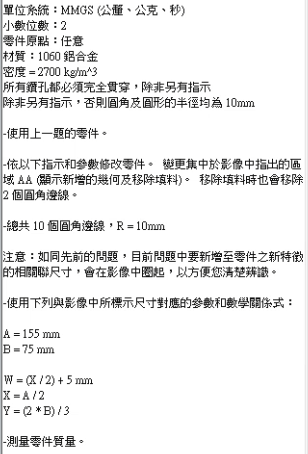 單位系統：MMGS (公釐、公克、秒)
小數位數：2
零件原點：任意
材質：1060 鋁合金
密度 = 2700 kg/m^3
所有鑽孔都必須完全貫穿，除非另有指示
除非另有指示，否則圓角及圓形的半徑均為 10mm
-使用上一題的零件。
-依以下指示和參數修改零件。 變更集中於影像中指出的區
域 AA (顯示新增的幾何及移除填料)。 移除填料時也會移除
2 個圓角邊線。
-總共 10 個圓角邊線，R = 10mm
注意：如同先前的問題，目前問題中要新增至零件之新特徵
的相關聯尺寸，會在影像中圈起，以方便您清楚辨識。
-使用下列與影像中所標示尺寸對應的參數和數學關係式：
A = 155 mm
B = 75 mm
W = (X / 2) + 5 mm
X = A / 2
Y = (2 * B) / 3
-測量零件質量。